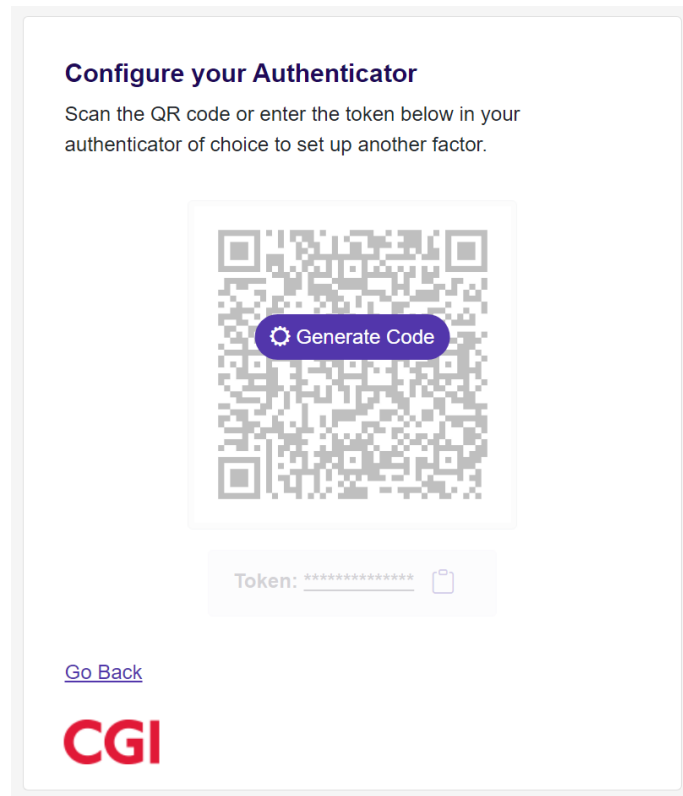 Configure your Authenticator
Scan the QR code or enter the token below in your
authenticator of choice to set up another factor.
Generate Code
Token: **************
Go Back
CGI